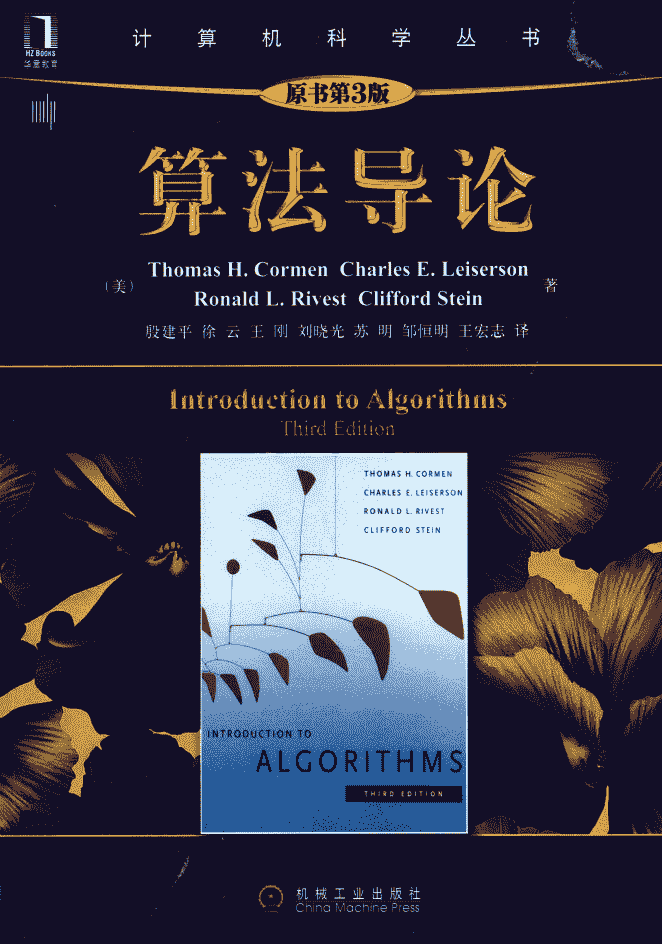 HZ BOOKS
华章教育
计算机科学丛书
原书第3版
算法导论
(美)
Thomas H. Cormen Charles E. Leiserson
Ronald L. Rivest Clifford Stein
著
殷建平 徐云 王刚 刘晓光 苏明 邹恒明 王宏志 译
Introduction to Algorithms
Third Edition
THOMAS H. CORMEN
CHARLES E. LEISERSON
RONALD L. RIVEST
CLIFFORD STEIN
INTRODUCTION TO
ALGORITHMS
THIRD EDITION
机械工业出版社
China Machine Press